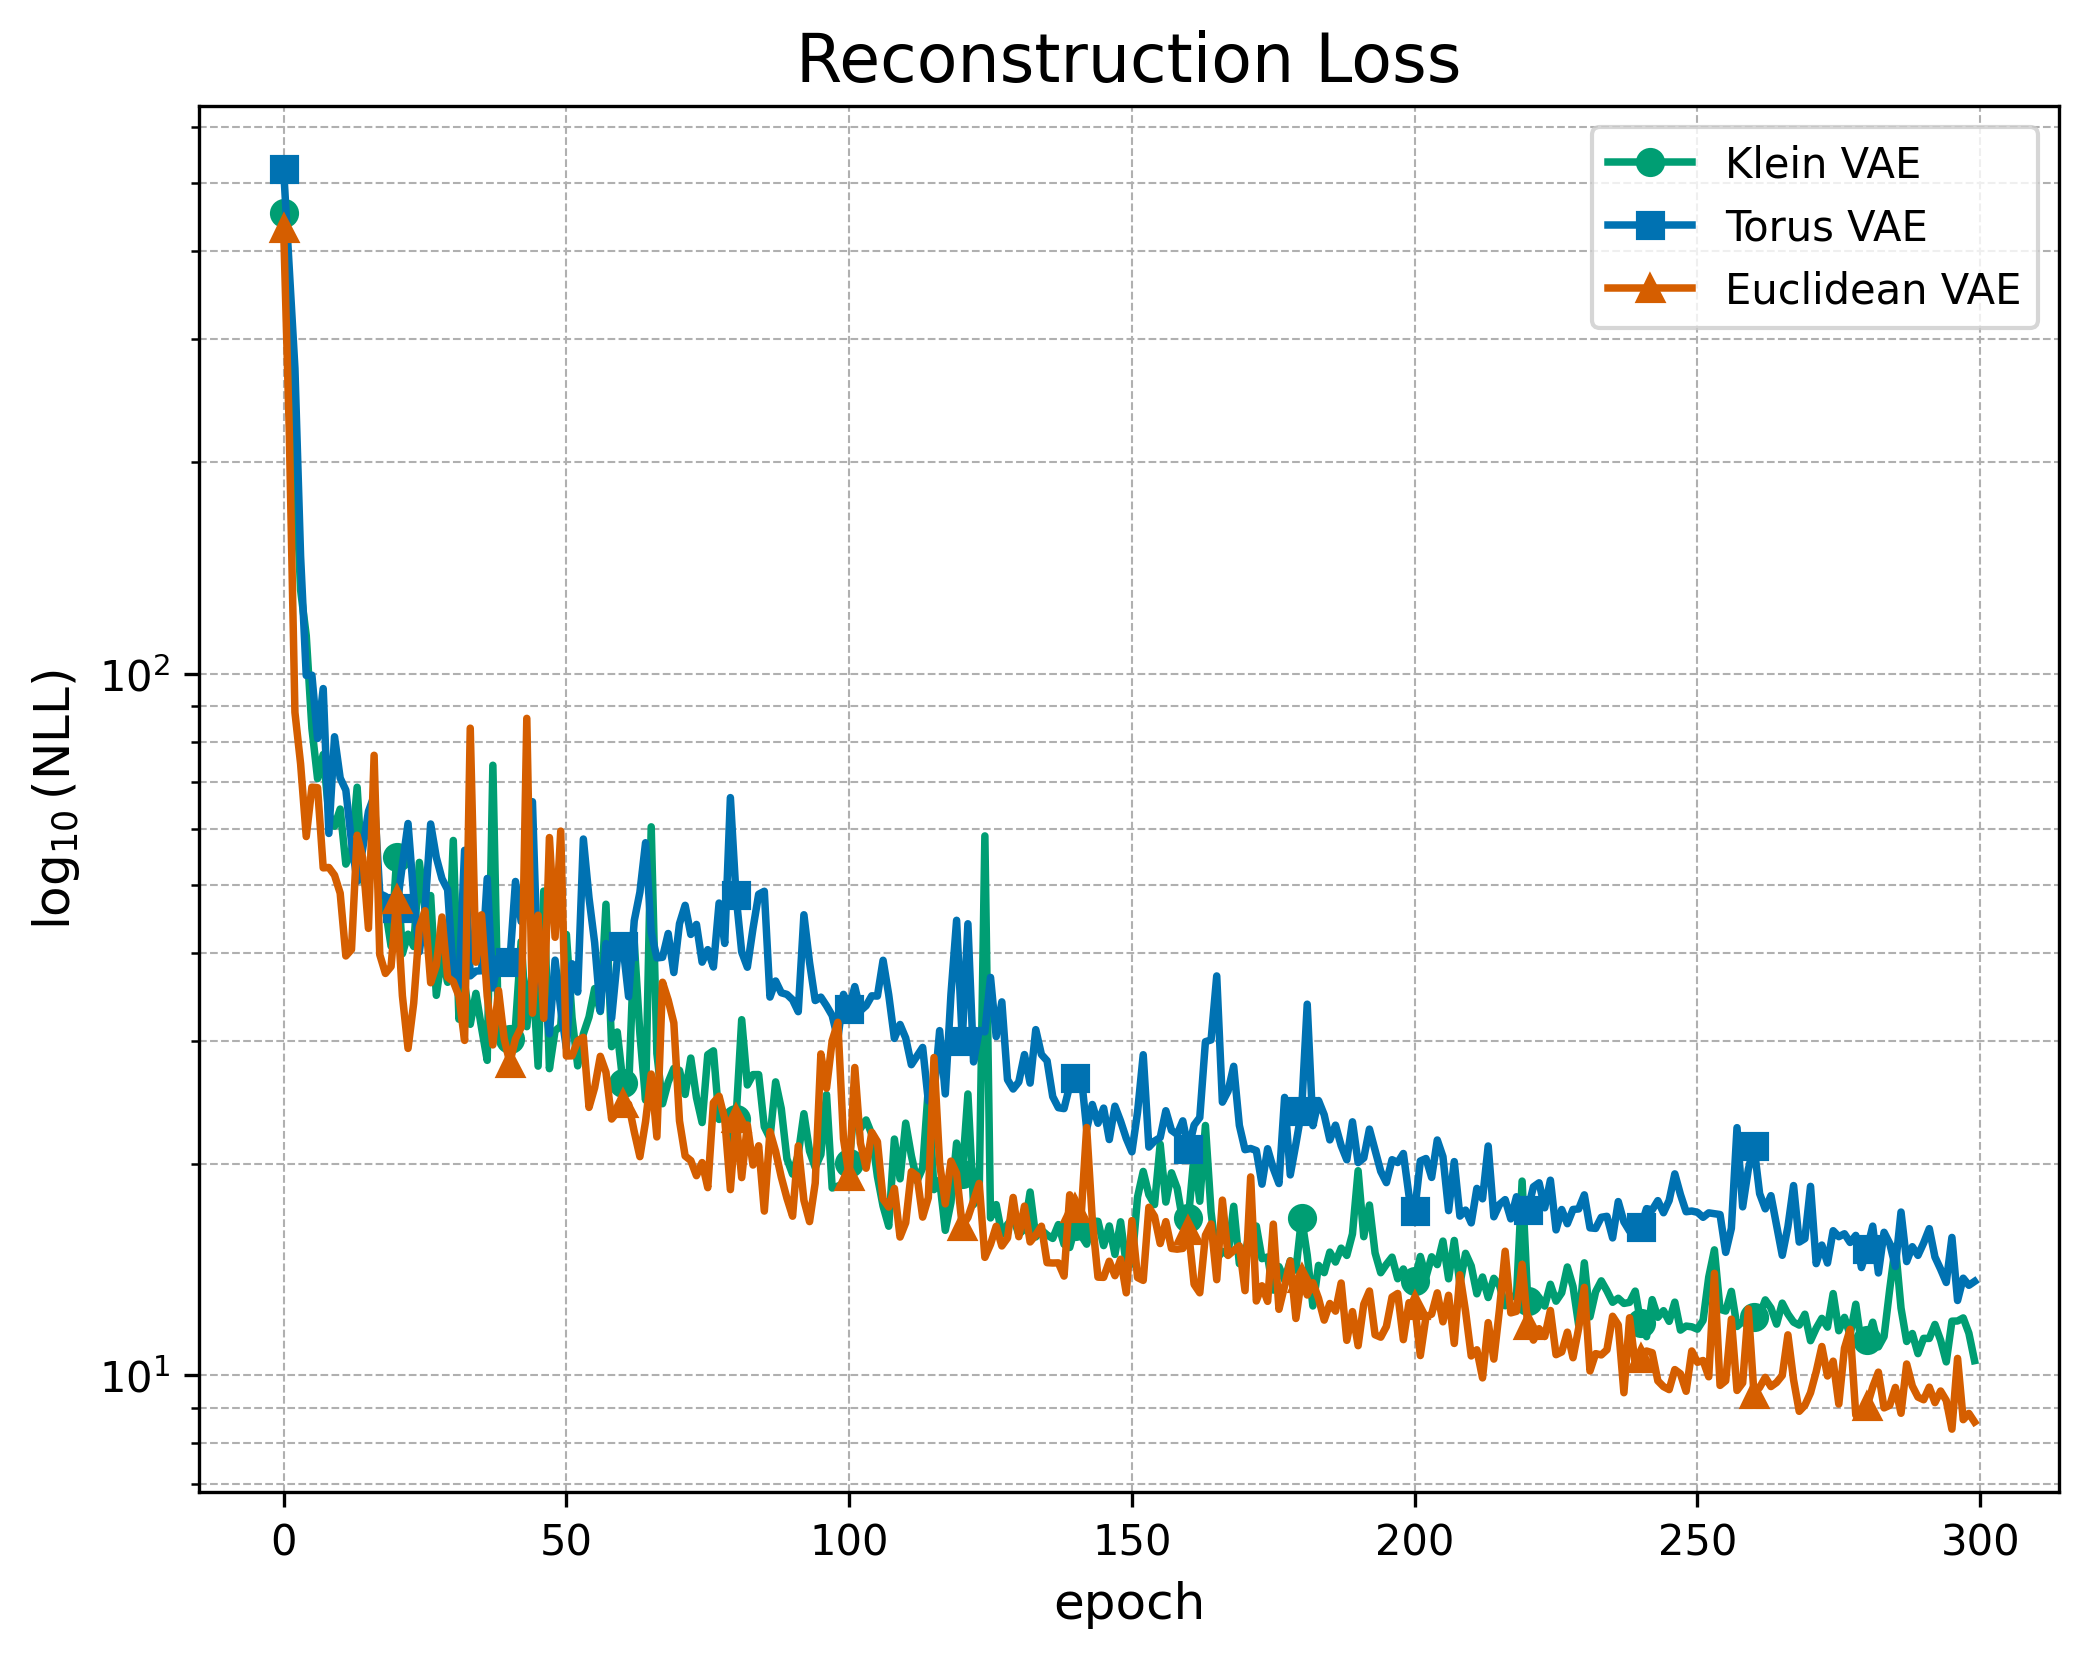 Reconstruction Loss
Klein VAE
Torus VAE
Euclidean VAE
log₁₀(NLL)
10²
10¹
0 50 100 150 200 250 300
epoch